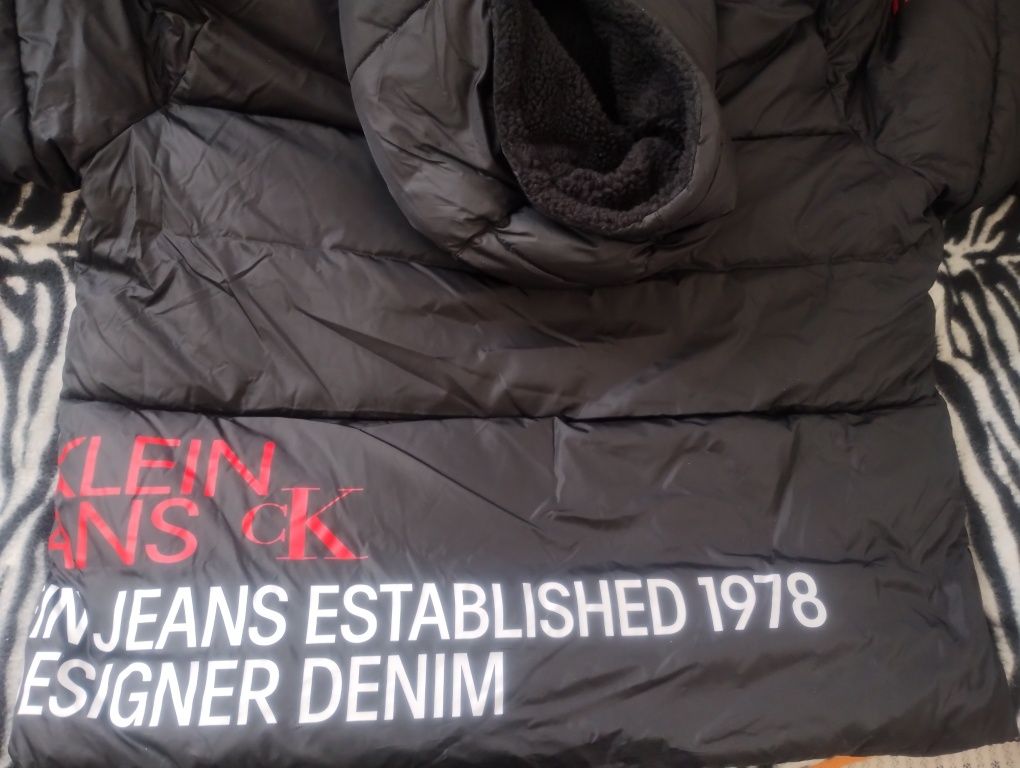 KLEIN
ANS CK
IN JEANS ESTABLISHED 1978
ESIGNER DENIM